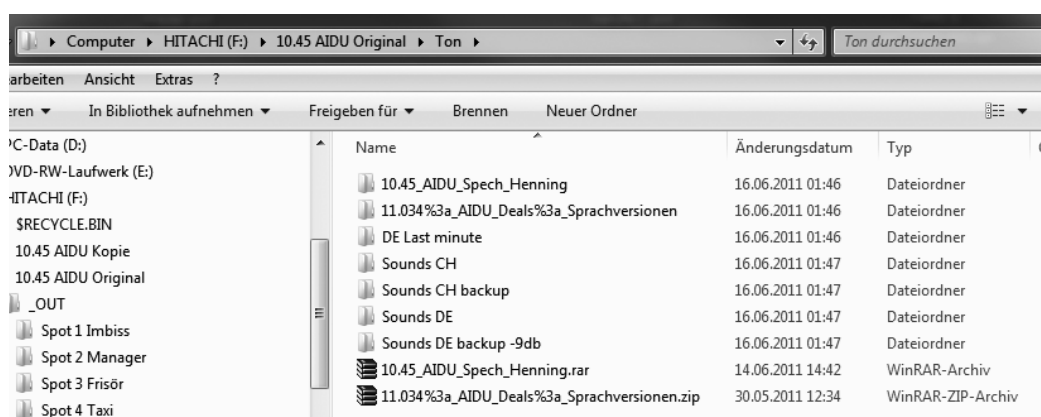 Computer ▸ HITACHI (F:) ▸ 10.45 AIDU Original ▸ Ton ▸ Ton durchsuchen
Ansicht Extras ?
In Bibliothek aufnehmen Freigeben für Brennen Neuer Ordner
PC-Data (D:)
DVD-RW-Laufwerk (E:)
HITACHI (F:)
$RECYCLE.BIN
10.45 AIDU Kopie
10.45 AIDU Original
_OUT
Spot 1 Imbiss
Spot 2 Manager
Spot 3 Frisör
Spot 4 Taxi
Name Änderungsdatum Typ
10.45_AIDU_Spech_Henning 16.06.2011 01:46 Dateiordner
11.034%3a_AIDU_Deals%3a_Sprachversionen 16.06.2011 01:46 Dateiordner
DE Last minute 16.06.2011 01:46 Dateiordner
Sounds CH 16.06.2011 01:47 Dateiordner
Sounds CH backup 16.06.2011 01:47 Dateiordner
Sounds DE 16.06.2011 01:47 Dateiordner
Sounds DE backup -9db 16.06.2011 01:47 Dateiordner
10.45_AIDU_Spech_Henning.rar 14.06.2011 14:42 WinRAR-Archiv
11.034%3a_AIDU_Deals%3a_Sprachversionen.zip 30.05.2011 12:34 WinRAR-ZIP-Archiv